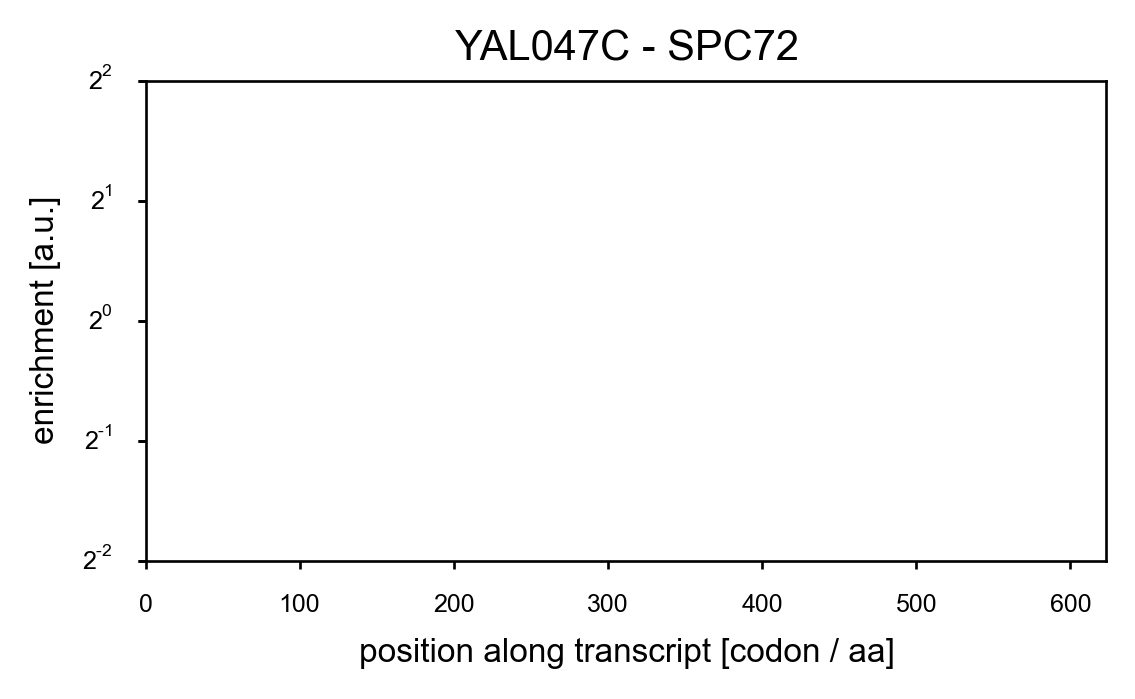 YAL047C - SPC72
enrichment [a.u.]
2^2
2^1
2^0
2^-1
2^-2
0 100 200 300 400 500 600
position along transcript [codon / aa]